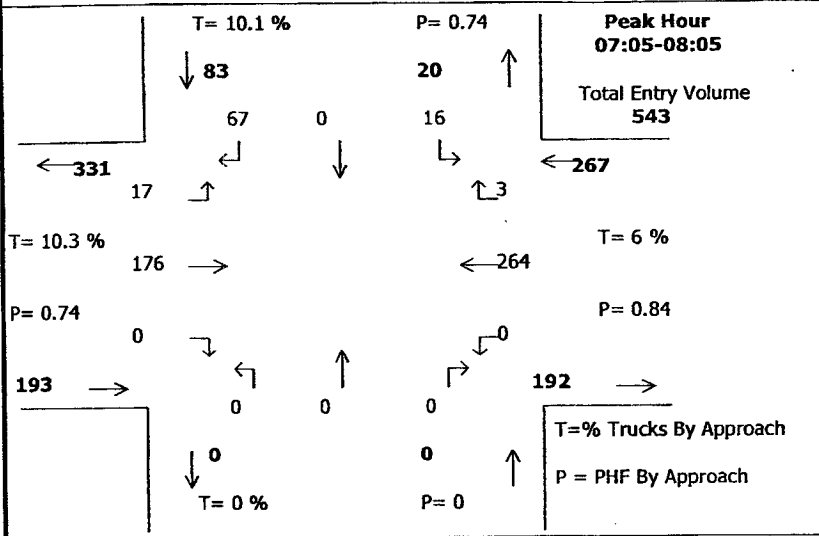 T= 10.1 %
P= 0.74
Peak Hour
07:05-08:05
83
20
Total Entry Volume
543
67
0
16
331
267
17
3
T= 10.3 %
T= 6 %
176
264
P= 0.74
P= 0.84
0
0
193
192
0
0
0
T=% Trucks By Approach
0
0
P = PHF By Approach
T= 0 %
P= 0